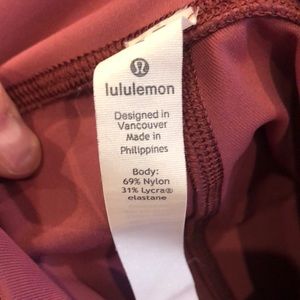 lululemon
Designed in
Vancouver
Made in
Philippines
Body:
69% Nylon
31% Lycra®
elastane